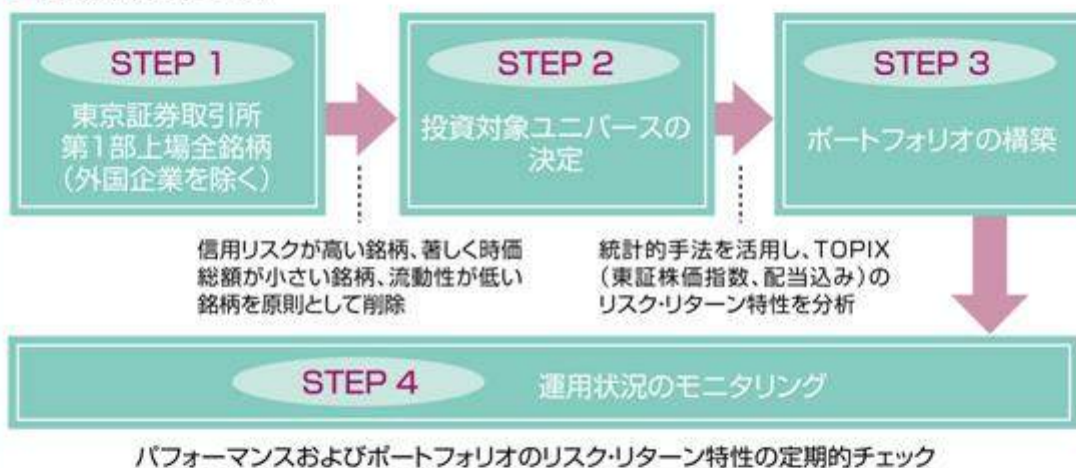 STEP 1
東京証券取引所
第1部上場全銘柄
(外国企業を除く)
STEP 2
投資対象ユニバースの
決定
STEP 3
ポートフォリオの構築
信用リスクが高い銘柄、著しく時価
総額が小さい銘柄、流動性が低い
銘柄を原則として削除
統計的手法を活用し、TOPIX
(東証株価指数、配当込み)の
リスク・リターン特性を分析
STEP 4
運用状況のモニタリング
パフォーマンスおよびポートフォリオのリスク・リターン特性の定期的チェック